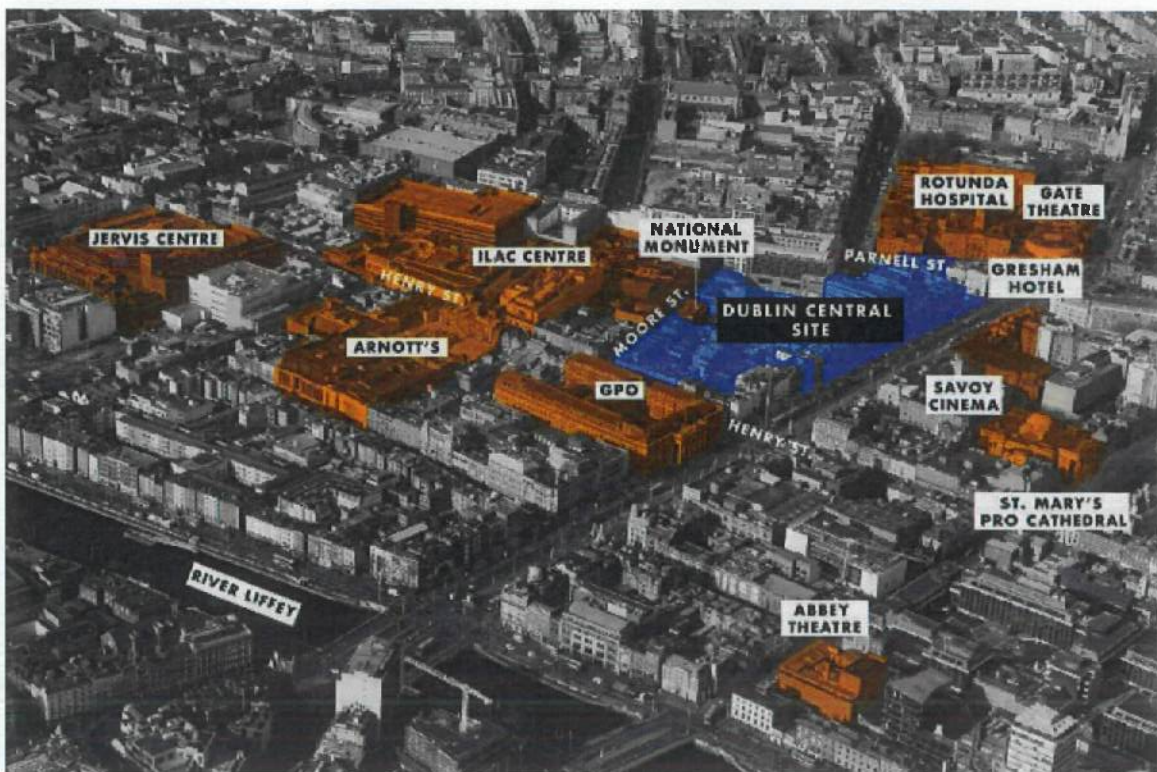 ROTUNDA
HOSPITAL
GATE
THEATRE
JERVIS CENTRE
NATIONAL
MONUMENT
ILAC CENTRE
PARNELL ST.
GRESHAM
HOTEL
HENRY ST.
MOORE ST.
DUBLIN CENTRAL
SITE
ARNOTT'S
GPO
SAVOY
CINEMA
HENRY ST.
ST. MARY'S
PRO CATHEDRAL
RIVER LIFFEY
ABBEY
THEATRE